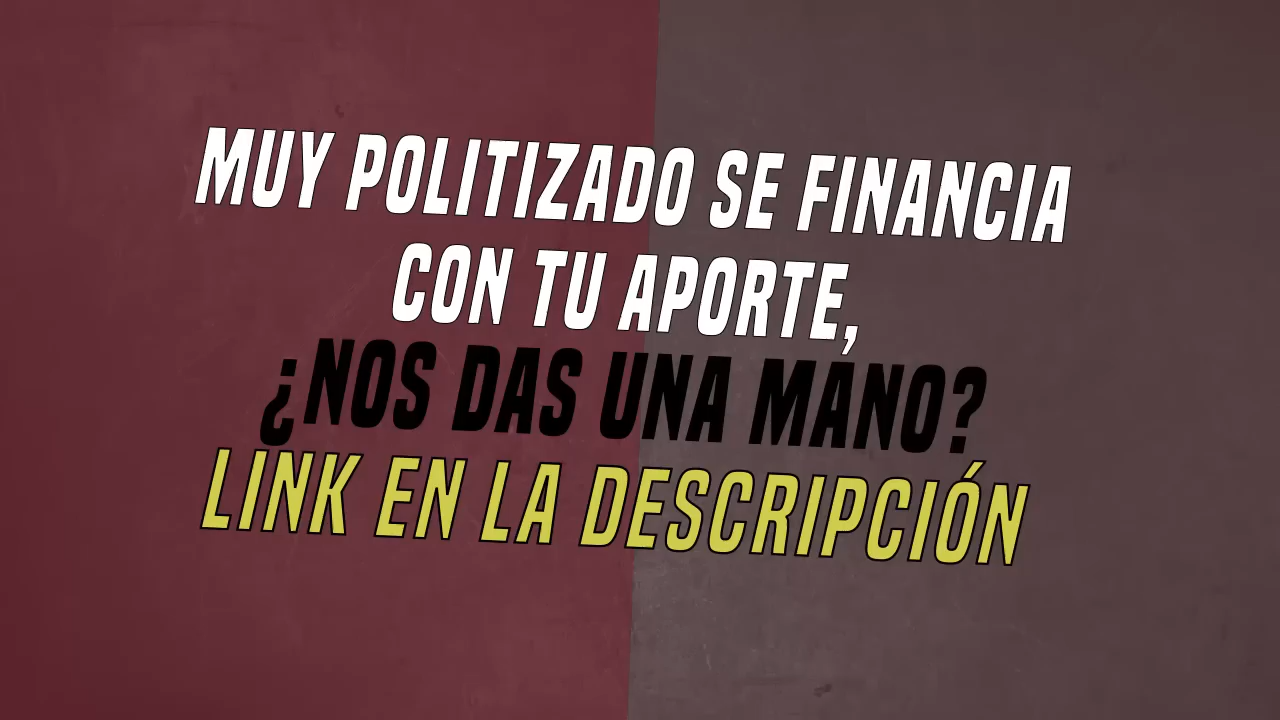 MUY POLITIZADO SE FINANCIA
CON TU APORTE,
¿NOS DAS UNA MANO?
LINK EN LA DESCRIPCIÓN